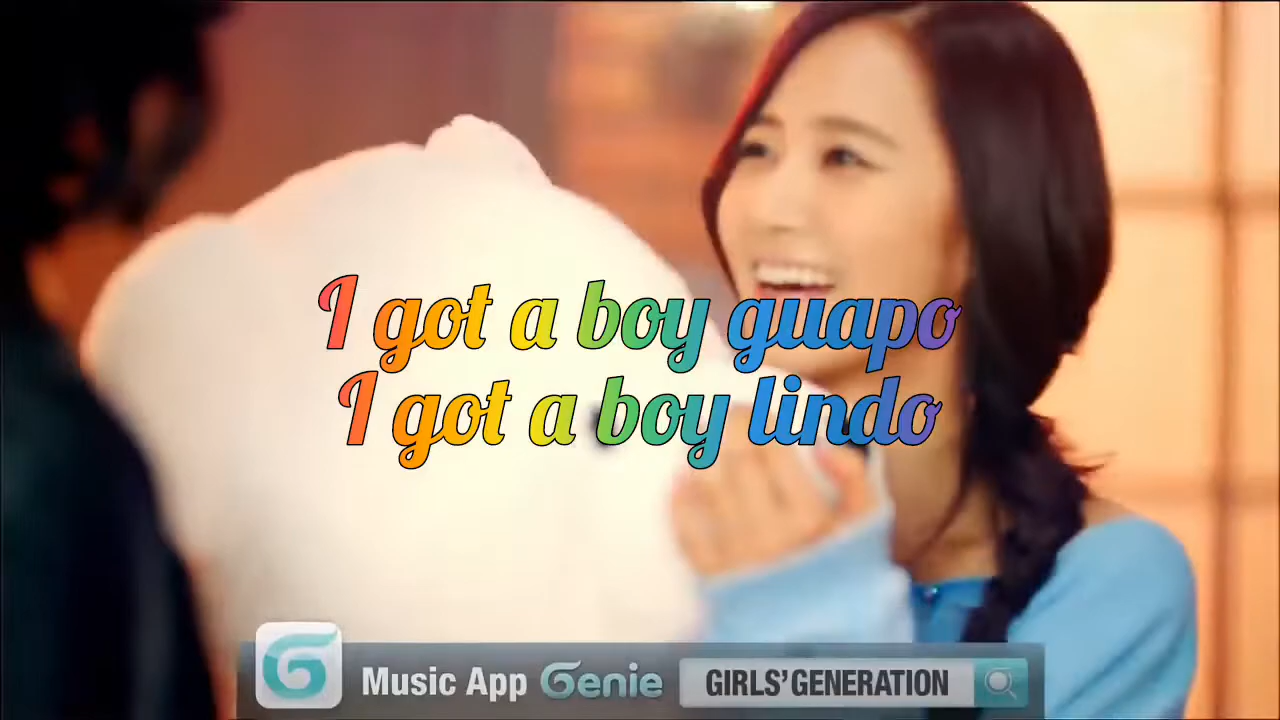 I got a boy guapo
I got a boy lindo
G Music App Genie GIRLS' GENERATION